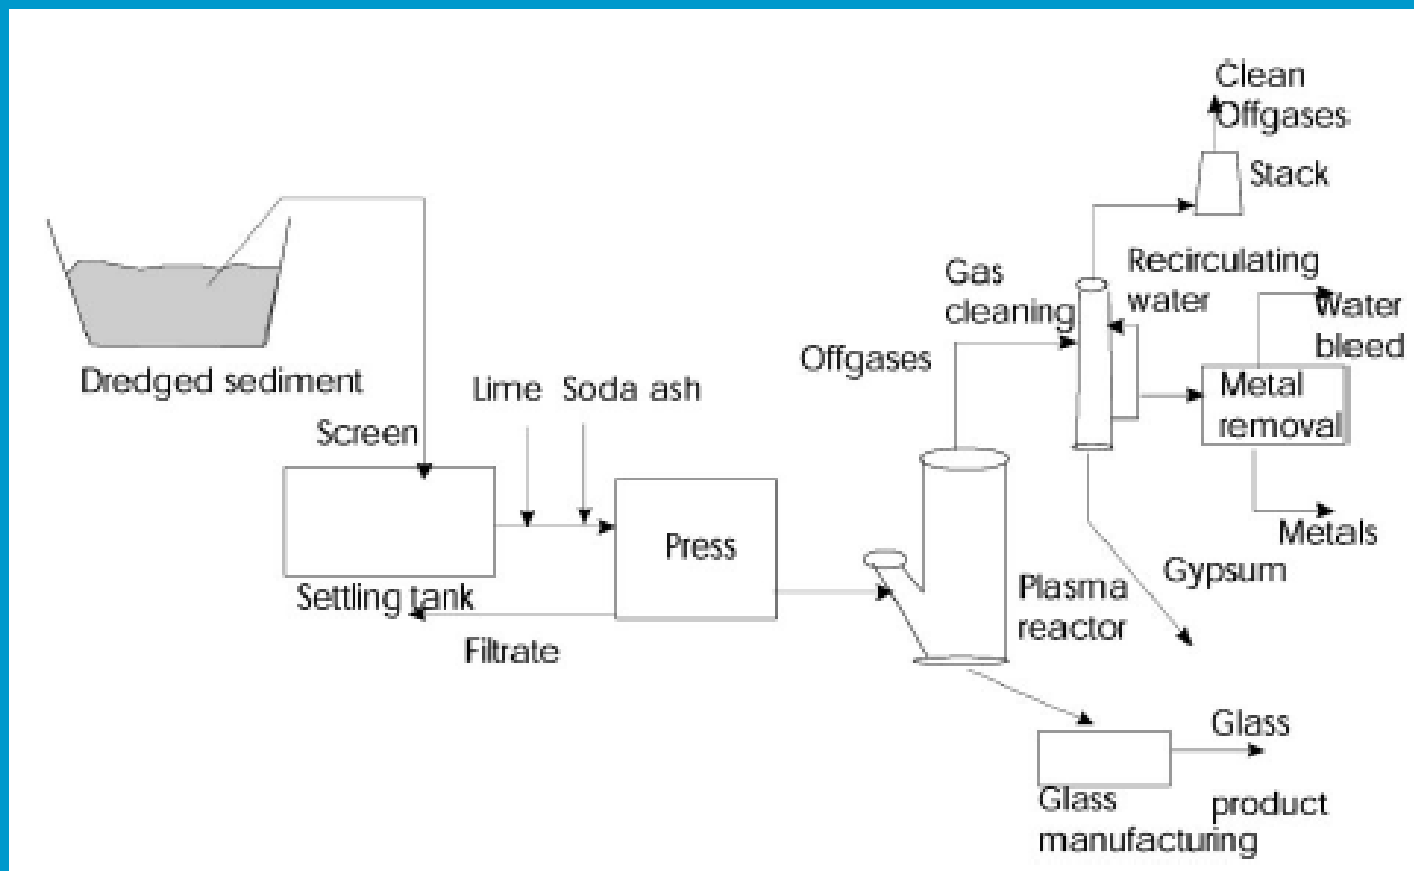 Clean
Offgases
Stack
Recirculating
water
Gas
cleaning
Water
bleed
Offgases
Dredged sediment
Lime
Soda ash
Metal
removal
Screen
Press
Metals
Gypsum
Settling tank
Plasma
reactor
Filtrate
Glass
product
Glass
manufacturing